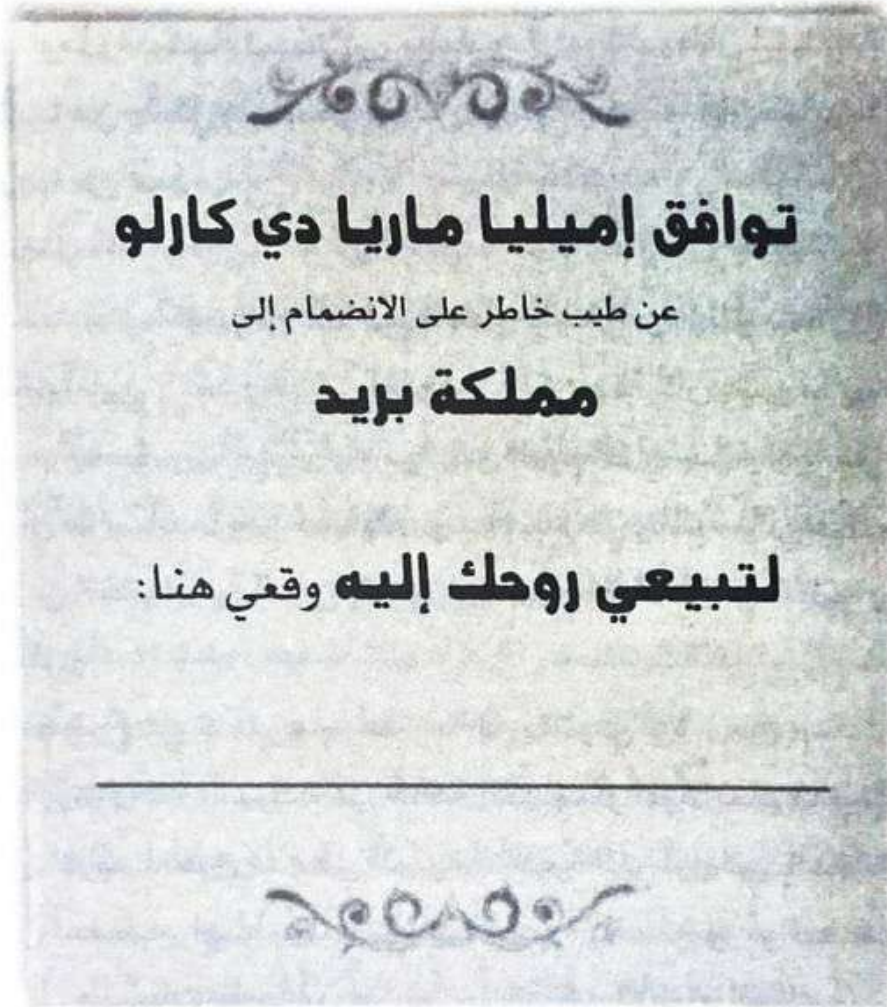 توافق إميليا ماريا دي كارلو
عن طيب خاطر على الانضمام إلى
مملكة بريد
لتبيعي روحك إليه وقعي هنا: